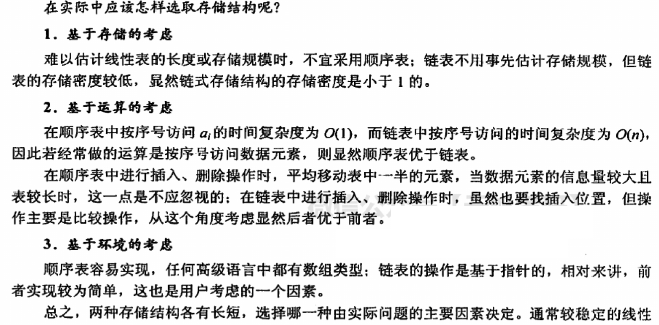 在实际中应该怎样选取存储结构呢？
1．基于存储的考虑
难以估计线性表的长度或存储规模时，不宜采用顺序表；链表不用事先估计存储规模，但链
表的存储密度较低，显然链式存储结构的存储密度是小于 1 的。
2．基于运算的考虑
在顺序表中按序号访问 aᵢ 的时间复杂度为 O(1)，而链表中按序号访问的时间复杂度为 O(n)，
因此若经常做的运算是按序号访问数据元素，则显然顺序表优于链表。
在顺序表中进行插入、删除操作时，平均移动表中一半的元素，当数据元素的信息量较大且
表较长时，这一点是不应忽视的；在链表中进行插入、删除操作时，虽然也要找插入位置，但操
作主要是比较操作，从这个角度考虑显然后者优于前者。
3．基于环境的考虑
顺序表容易实现，任何高级语言中都有数组类型；链表的操作是基于指针的，相对来讲，前
者实现较为简单，这也是用户考虑的一个因素。
总之，两种存储结构各有长短，选择哪一种由实际问题的主要因素决定。通常较稳定的线性